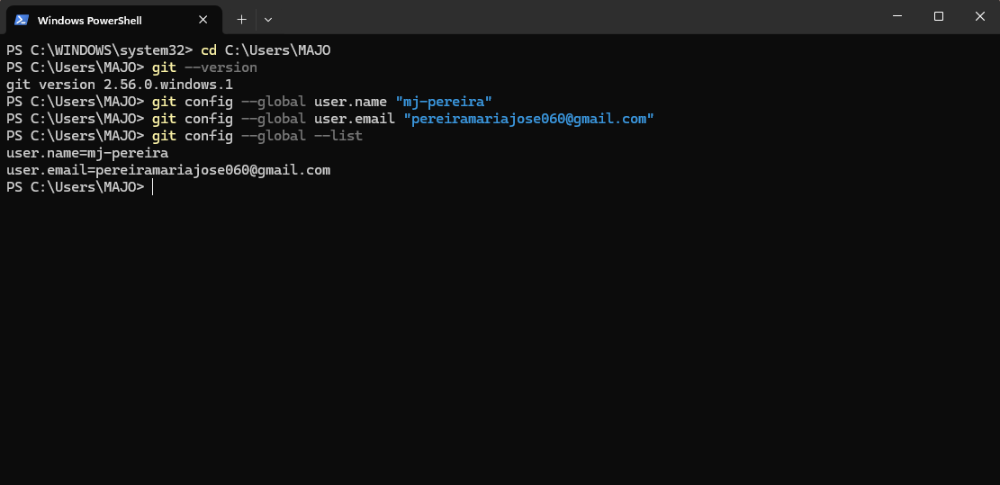 Windows PowerShell
PS C:\WINDOWS\system32> cd C:\Users\MAJO
PS C:\Users\MAJO> git --version
git version 2.56.0.windows.1
PS C:\Users\MAJO> git config --global user.name "mj-pereira"
PS C:\Users\MAJO> git config --global user.email "pereiramariajose060@gmail.com"
PS C:\Users\MAJO> git config --global --list
user.name=mj-pereira
user.email=pereiramariajose060@gmail.com
PS C:\Users\MAJO>